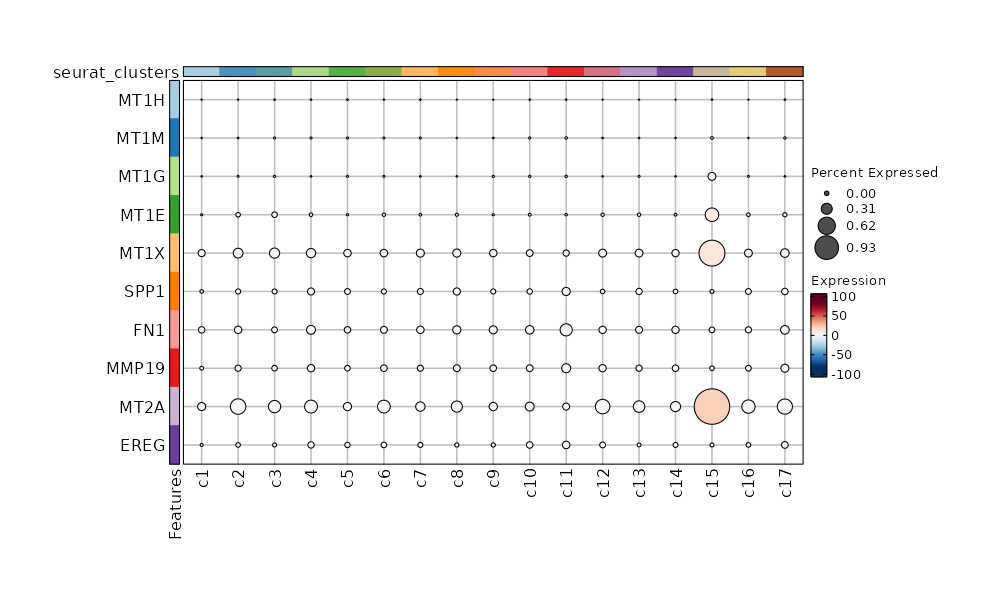 seurat_clusters
MT1H
MT1M
MT1G
MT1E
MT1X
SPP1
FN1
MMP19
MT2A
EREG
Features
c1
c2
c3
c4
c5
c6
c7
c8
c9
c10
c11
c12
c13
c14
c15
c16
c17
Percent Expressed
0.00
0.31
0.62
0.93
Expression
100
50
0
-50
-100